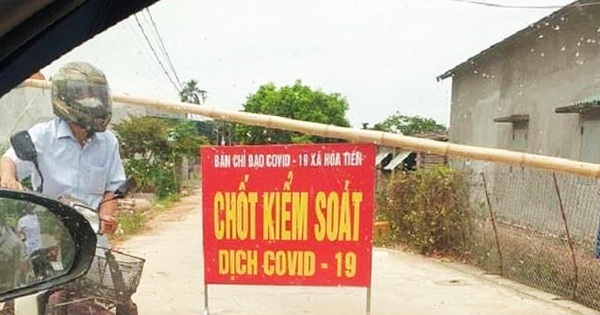 BAN CHỈ ĐẠO COVID - 19 XÃ HÒA TIẾN
CHỐT KIỂM SOÁT
DỊCH COVID - 19